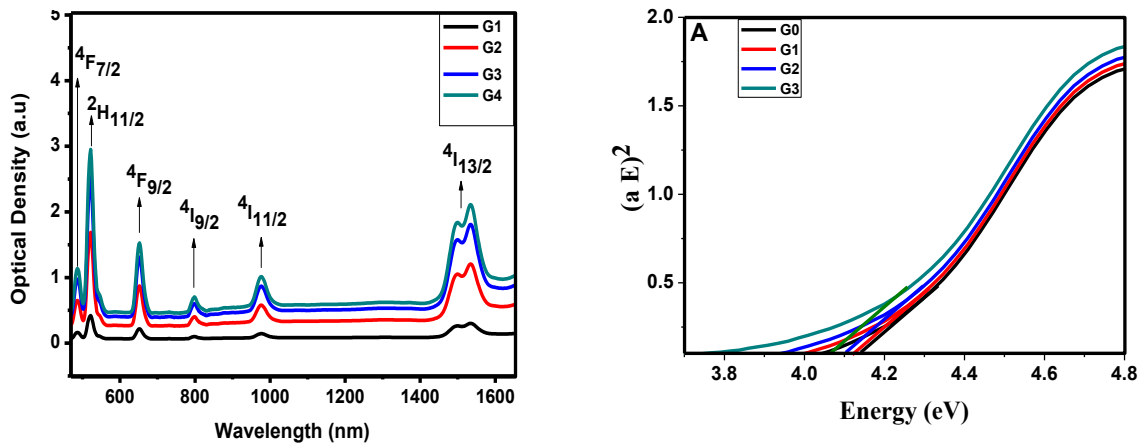 5
4
3
2
1
0
Optical Density (a.u)
4F7/2
2H11/2
4F9/2
4I9/2
4I11/2
4I13/2
G1
G2
G3
G4
600 800 1000 1200 1400 1600
Wavelength (nm)
A
G0
G1
G2
G3
2.0
1.5
1.0
0.5
(a E)2
3.8 4.0 4.2 4.4 4.6 4.8
Energy (eV)